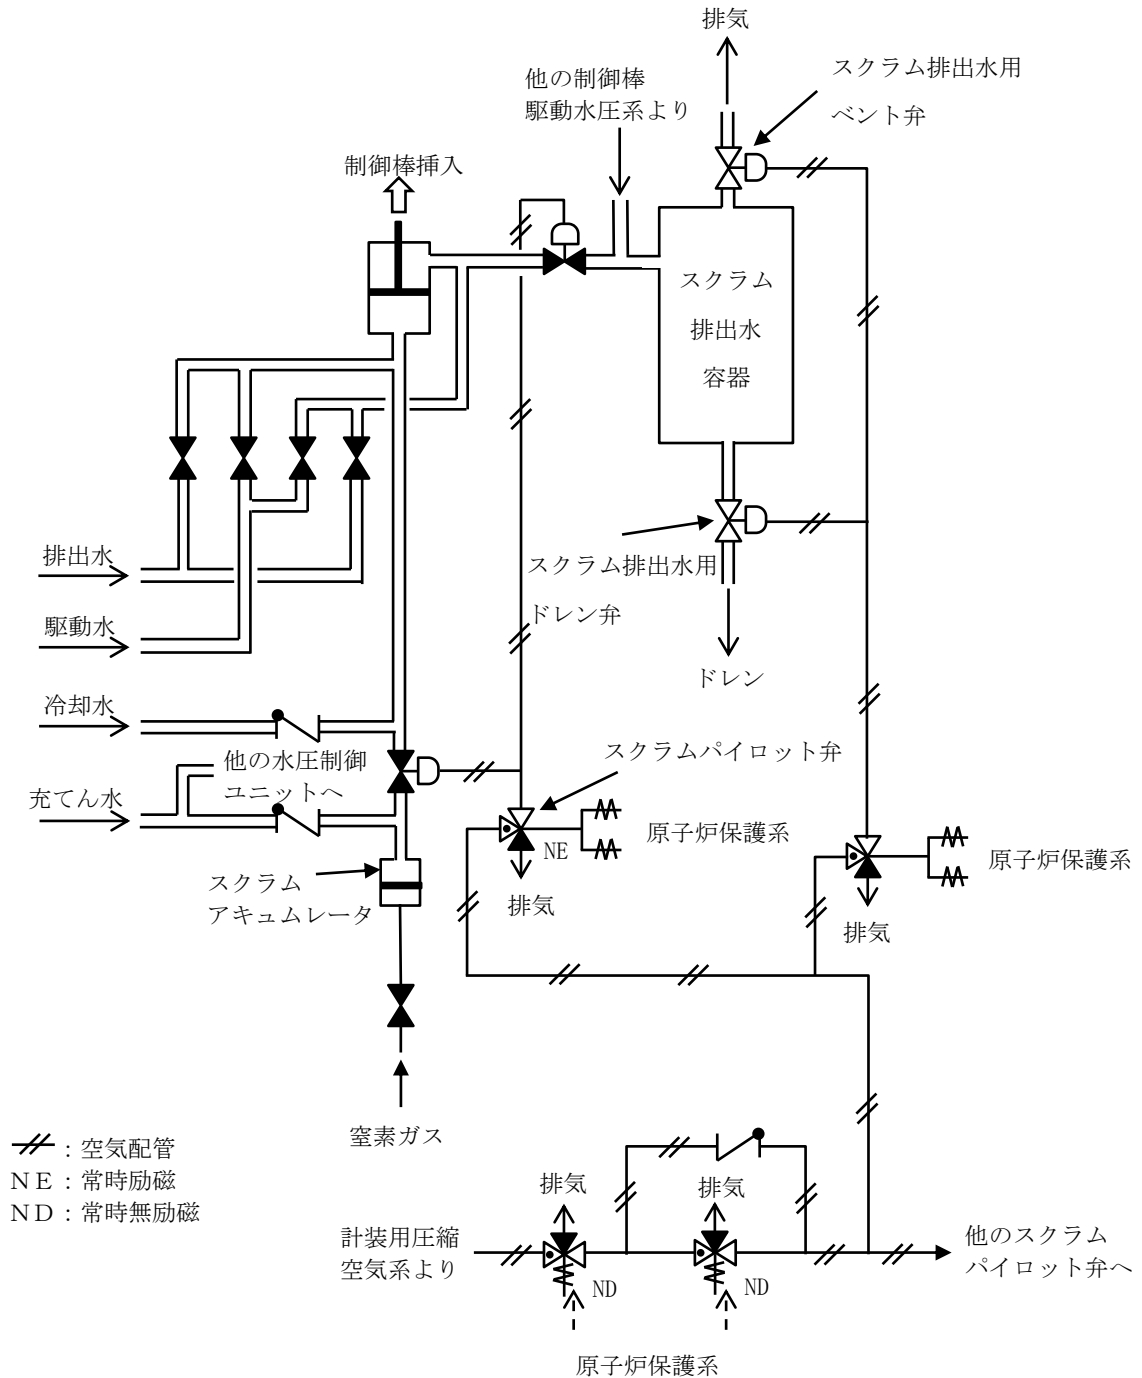 排気
スクラム排出水用
ベント弁
他の制御棒
駆動水圧系より
制御棒挿入
スクラム
排出水
容器
排出水
スクラム排出水用
ドレン弁
駆動水
ドレン
冷却水
スクラムパイロット弁
他の水圧制御
ユニットへ
充てん水
原子炉保護系
NE
原子炉保護系
スクラム
アキュムレータ
排気
排気
窒素ガス
：空気配管
ＮＥ：常時励磁
ＮＤ：常時無励磁
排気
排気
計装用圧縮
空気系より
ND
ND
他のスクラム
パイロット弁へ
原子炉保護系